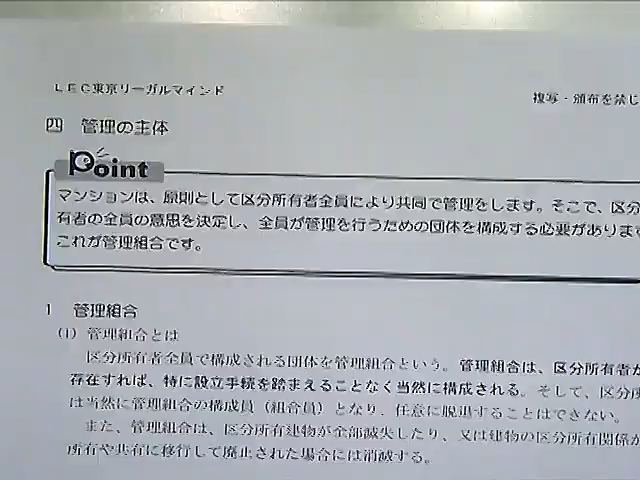 LEC東京リーガルマインド
複写・頒布を禁じ
四 管理の主体
Point
マンションは、原則として区分所有者全員により共同で管理をします。そこで、区分
有者の全員の意思を決定し、全員が管理を行うための団体を構成する必要があります
これが管理組合です。
1 管理組合
(1) 管理組合とは
区分所有者全員で構成される団体を管理組合という。管理組合は、区分所有者が
存在すれば、特に設立手続を踏まえることなく当然に構成される。そして、区分所
は当然に管理組合の構成員（組合員）となり、任意に脱退することはできない。
また、管理組合は、区分所有建物が全部滅失したり、又は建物の区分所有関係が
所有や共有に移行して廃止された場合には消滅する。